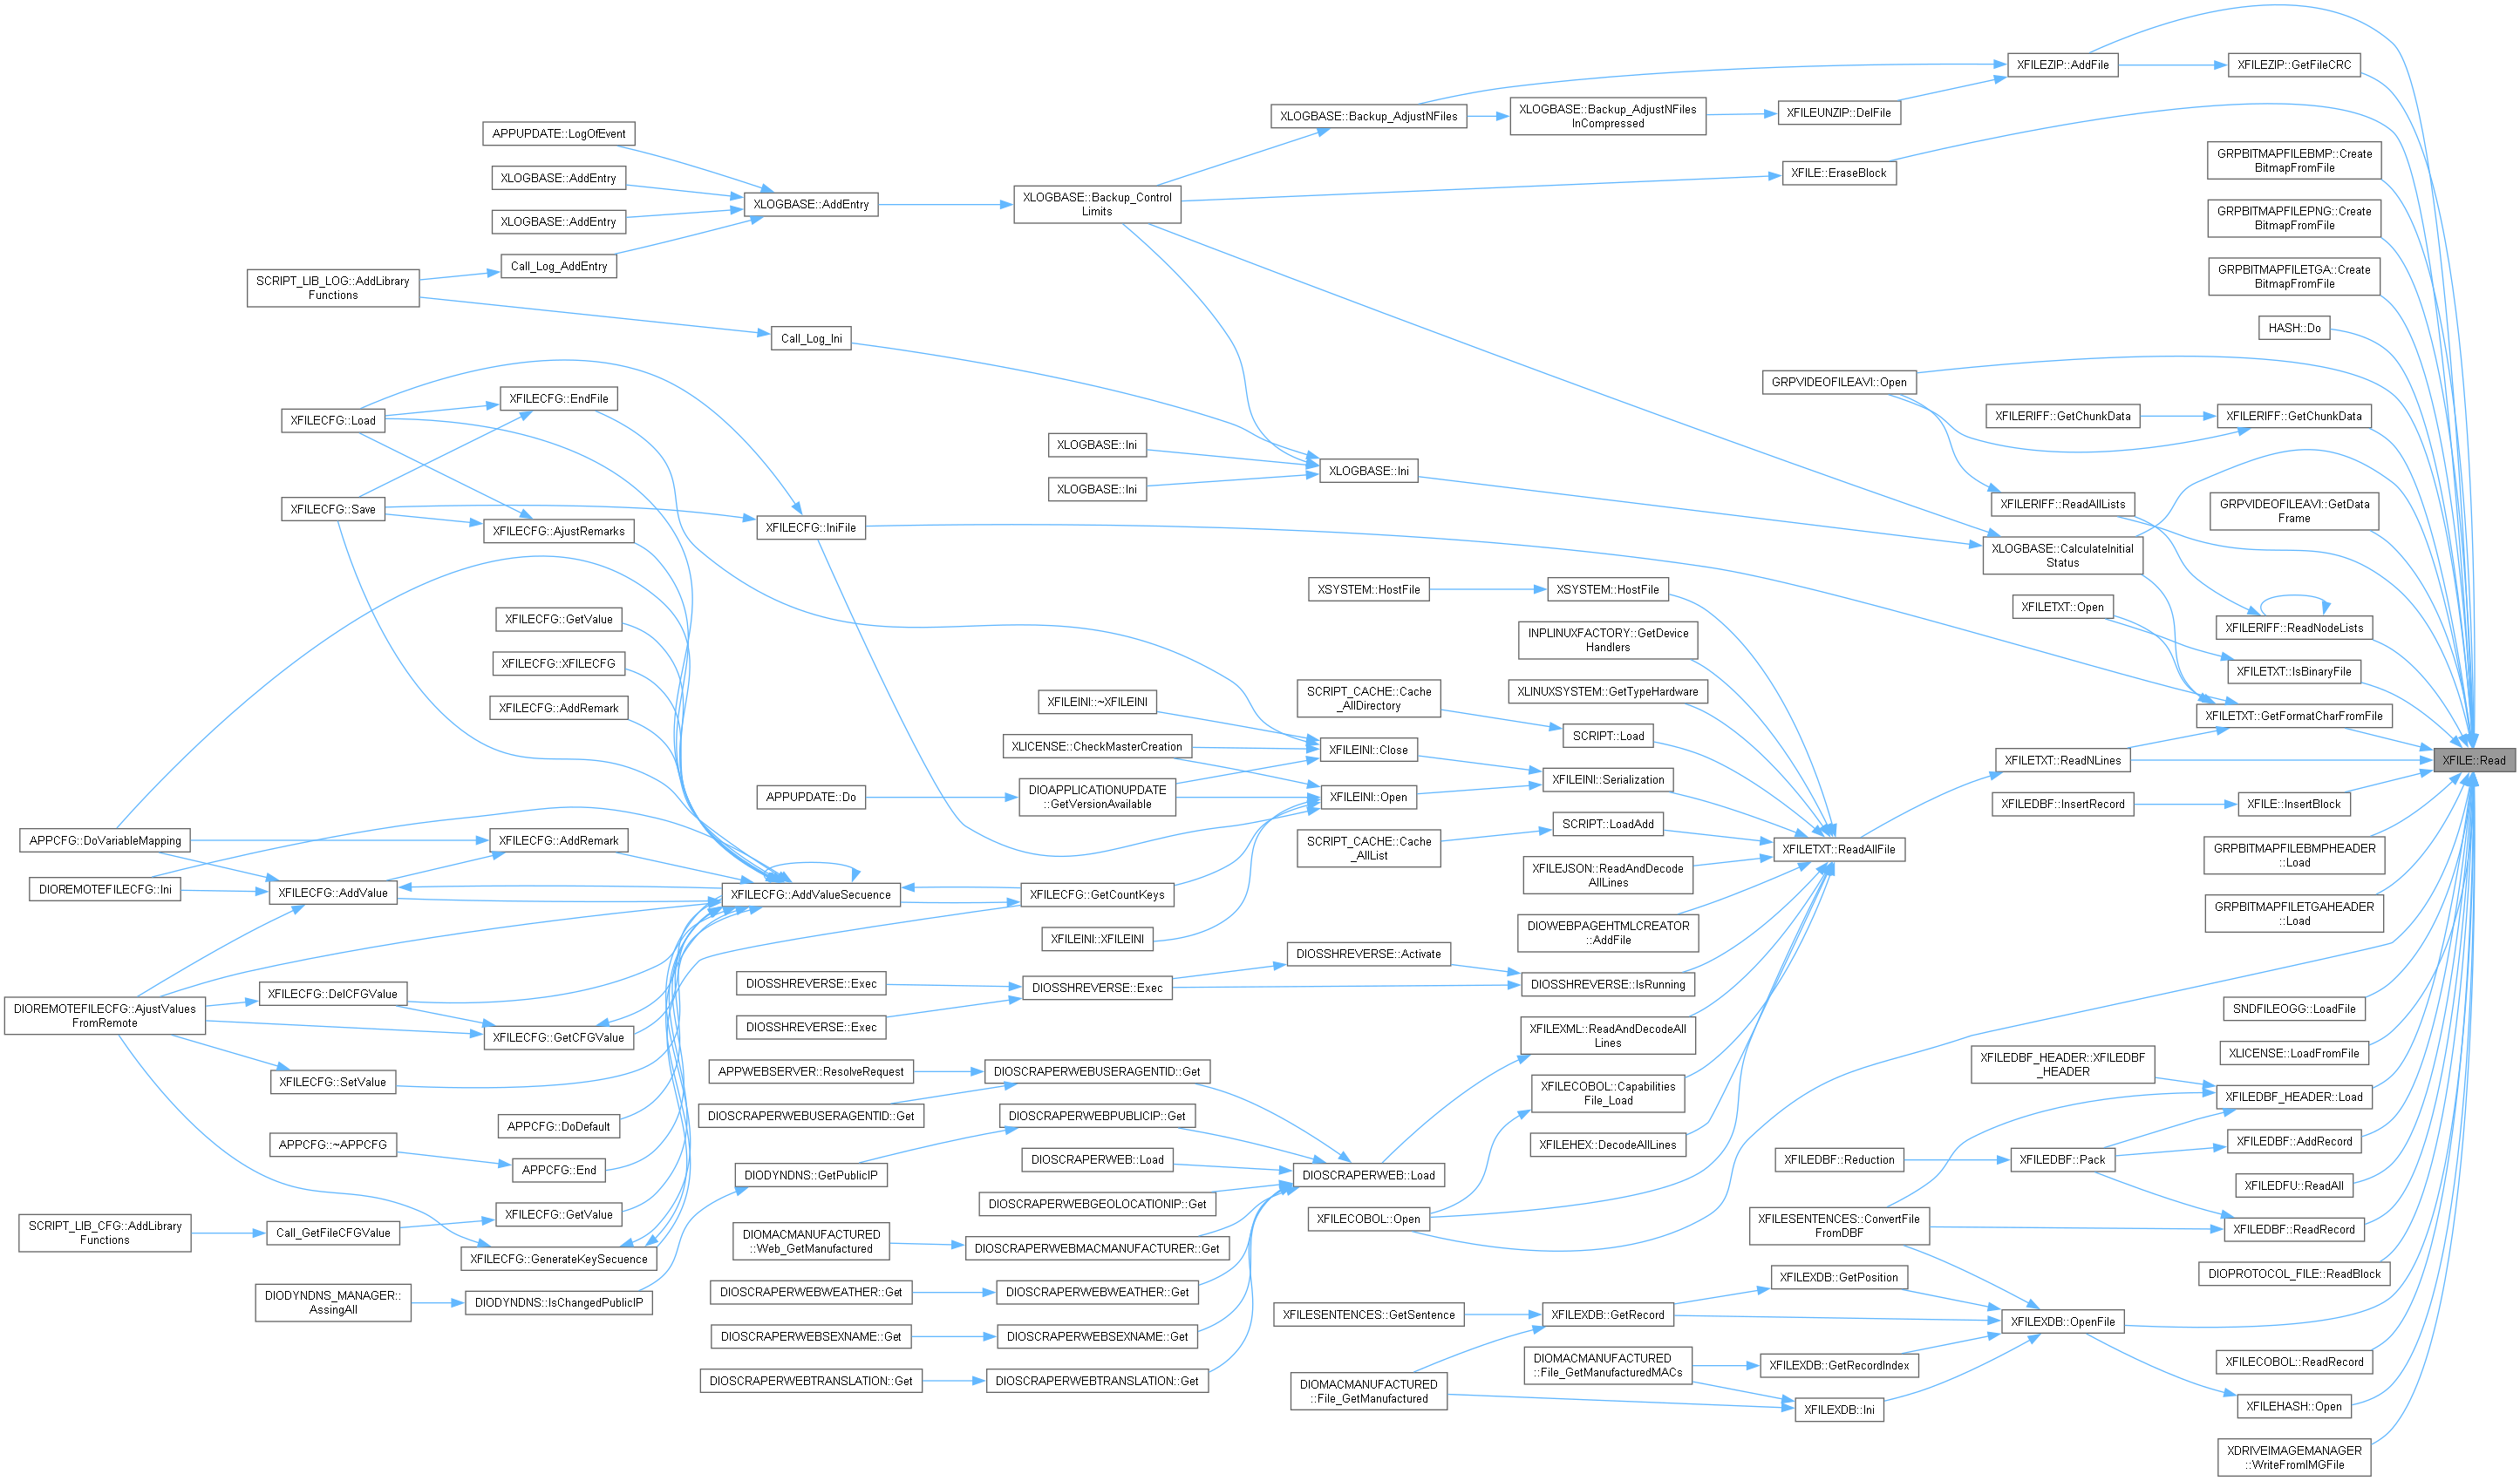 XFILEZIP::AddFile
XFILEZIP::GetFileCRC
XLOGBASE::Backup_AdjustNFiles
XLOGBASE::Backup_AdjustNFiles
InCompressed
XFILEUNZIP::DelFile
APPUPDATE::LogOfEvent
GRPBITMAPFILEBMP::Create
BitmapFromFile
XLOGBASE::AddEntry
XFILE::EraseBlock
XLOGBASE::AddEntry
XLOGBASE::Backup_Control
Limits
XLOGBASE::AddEntry
GRPBITMAPFILEPNG::Create
BitmapFromFile
Call_Log_AddEntry
SCRIPT_LIB_LOG::AddLibrary
Functions
GRPBITMAPFILETGA::Create
BitmapFromFile
Call_Log_Ini
HASH::Do
GRPVIDEOFILEAVI::Open
XFILECFG::EndFile
XFILECFG::Load
XFILERIFF::GetChunkData
XFILERIFF::GetChunkData
XLOGBASE::Ini
XLOGBASE::Ini
XLOGBASE::Ini
XFILECFG::Save
XFILECFG::AjustRemarks
XFILECFG::IniFile
XFILERIFF::ReadAllLists
GRPVIDEOFILEAVI::GetData
Frame
XLOGBASE::CalculateInitial
Status
XSYSTEM::HostFile
XSYSTEM::HostFile
XFILETXT::Open
XFILECFG::GetValue
INPLINUXFACTORY::GetDevice
Handlers
XFILERIFF::ReadNodeLists
XFILECFG::XFILECFG
XFILETXT::IsBinaryFile
XFILECFG::AddRemark
XFILEINI::~XFILEINI
SCRIPT_CACHE::Cache
_AllDirectory
XLINUXSYSTEM::GetTypeHardware
XFILETXT::GetFormatCharFromFile
XLICENSE::CheckMasterCreation
XFILEINI::Close
SCRIPT::Load
XFILETXT::ReadNLines
XFILE::Read
APPUPDATE::Do
DIOAPPLICATIONUPDATE
::GetVersionAvailable
XFILEINI::Open
XFILEINI::Serialization
XFILEDBF::InsertRecord
XFILE::InsertBlock
APPCFG::DoVariableMapping
XFILECFG::AddRemark
SCRIPT_CACHE::Cache
_AllList
SCRIPT::LoadAdd
XFILETXT::ReadAllFile
GRPBITMAPFILEBMPHEADER
::Load
DIOREMOTEFILECFG::Ini
XFILECFG::AddValue
XFILECFG::AddValueSecuence
XFILECFG::GetCountKeys
XFILEJSON::ReadAndDecode
AllLines
GRPBITMAPFILETGAHEADER
::Load
XFILEINI::XFILEINI
DIOWEBPAGEHTMLCREATOR
::AddFile
DIOSSHREVERSE::Activate
DIOREMOTEFILECFG::AjustValues
FromRemote
XFILECFG::DelCFGValue
DIOSSHREVERSE::Exec
DIOSSHREVERSE::Exec
DIOSSHREVERSE::IsRunning
SNDFILEOGG::LoadFile
XFILECFG::GetCFGValue
DIOSSHREVERSE::Exec
XFILEXML::ReadAndDecodeAll
Lines
XLICENSE::LoadFromFile
XFILECFG::SetValue
APPWEBSERVER::ResolveRequest
DIOSCRAPERWEBUSERAGENTID::Get
XFILEDBF_HEADER::XFILEDBF
_HEADER
XFILECOBOL::Capabilities
File_Load
XFILEDBF_HEADER::Load
APPCFG::DoDefault
DIOSCRAPERWEBUSERAGENTID::Get
DIOSCRAPERWEBPUBLICIP::Get
XFILEHEX::DecodeAllLines
XFILEDBF::AddRecord
APPCFG::~APPCFG
APPCFG::End
DIODYNDNS::GetPublicIP
DIOSCRAPERWEB::Load
DIOSCRAPERWEB::Load
XFILEDBF::Reduction
XFILEDBF::Pack
XFILEDFU::ReadAll
DIOSCRAPERWEBGEOLOCATIONIP::Get
XFILECOBOL::Open
XFILESENTENCES::ConvertFile
FromDBF
XFILEDBF::ReadRecord
SCRIPT_LIB_CFG::AddLibrary
Functions
Call_GetFileCFGValue
XFILECFG::GetValue
DIOMACMANUFACTURED
::Web_GetManufactured
DIOSCRAPERWEBMACMANUFACTURER::Get
XFILECFG::GenerateKeySecuence
DIOPROTOCOL_FILE::ReadBlock
DIODYNDNS_MANAGER::
AssingAll
DIODYNDNS::IsChangedPublicIP
DIOSCRAPERWEBWEATHER::Get
DIOSCRAPERWEBWEATHER::Get
XFILEXDB::GetPosition
XFILESENTENCES::GetSentence
XFILEXDB::GetRecord
XFILEXDB::OpenFile
DIOSCRAPERWEBSEXNAME::Get
DIOSCRAPERWEBSEXNAME::Get
DIOMACMANUFACTURED
::File_GetManufacturedMACs
XFILEXDB::GetRecordIndex
XFILECOBOL::ReadRecord
DIOSCRAPERWEBTRANSLATION::Get
DIOSCRAPERWEBTRANSLATION::Get
DIOMACMANUFACTURED
::File_GetManufactured
XFILEXDB::Ini
XFILEHASH::Open
XDRIVEIMAGEMANAGER
::WriteFromIMGFile